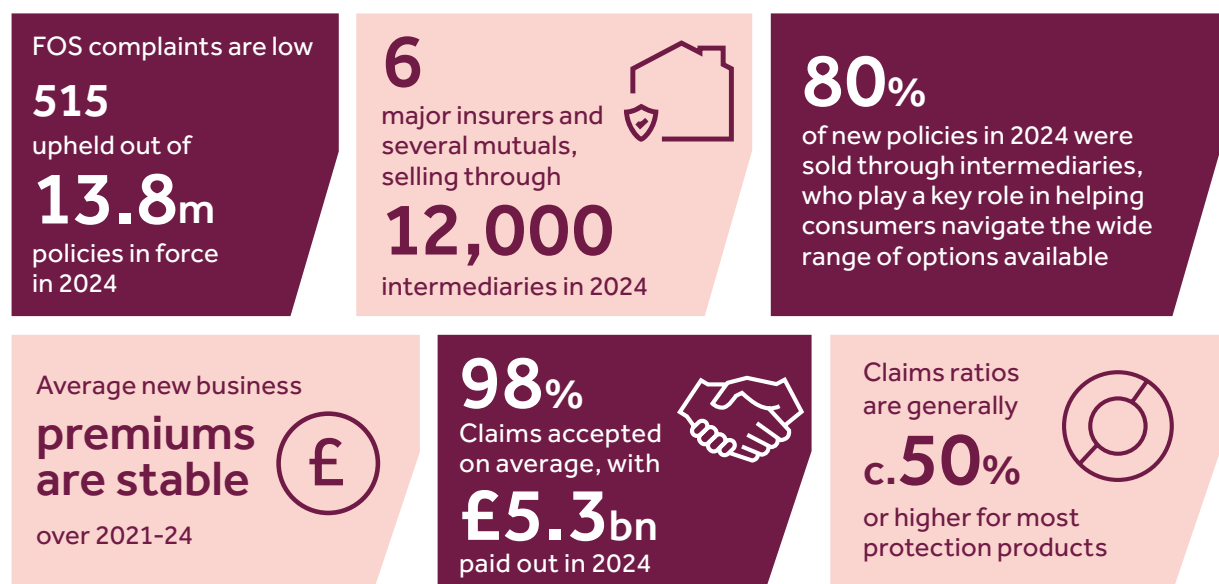 FOS complaints are low
515
upheld out of
13.8m
policies in force
in 2024
6
major insurers and
several mutuals,
selling through
12,000
intermediaries in 2024
80%
of new policies in 2024 were
sold through intermediaries,
who play a key role in helping
consumers navigate the wide
range of options available
Average new business
premiums
are stable
over 2021-24
£
98%
Claims accepted
on average, with
£5.3bn
paid out in 2024
Claims ratios
are generally
c.50%
or higher for most
protection products